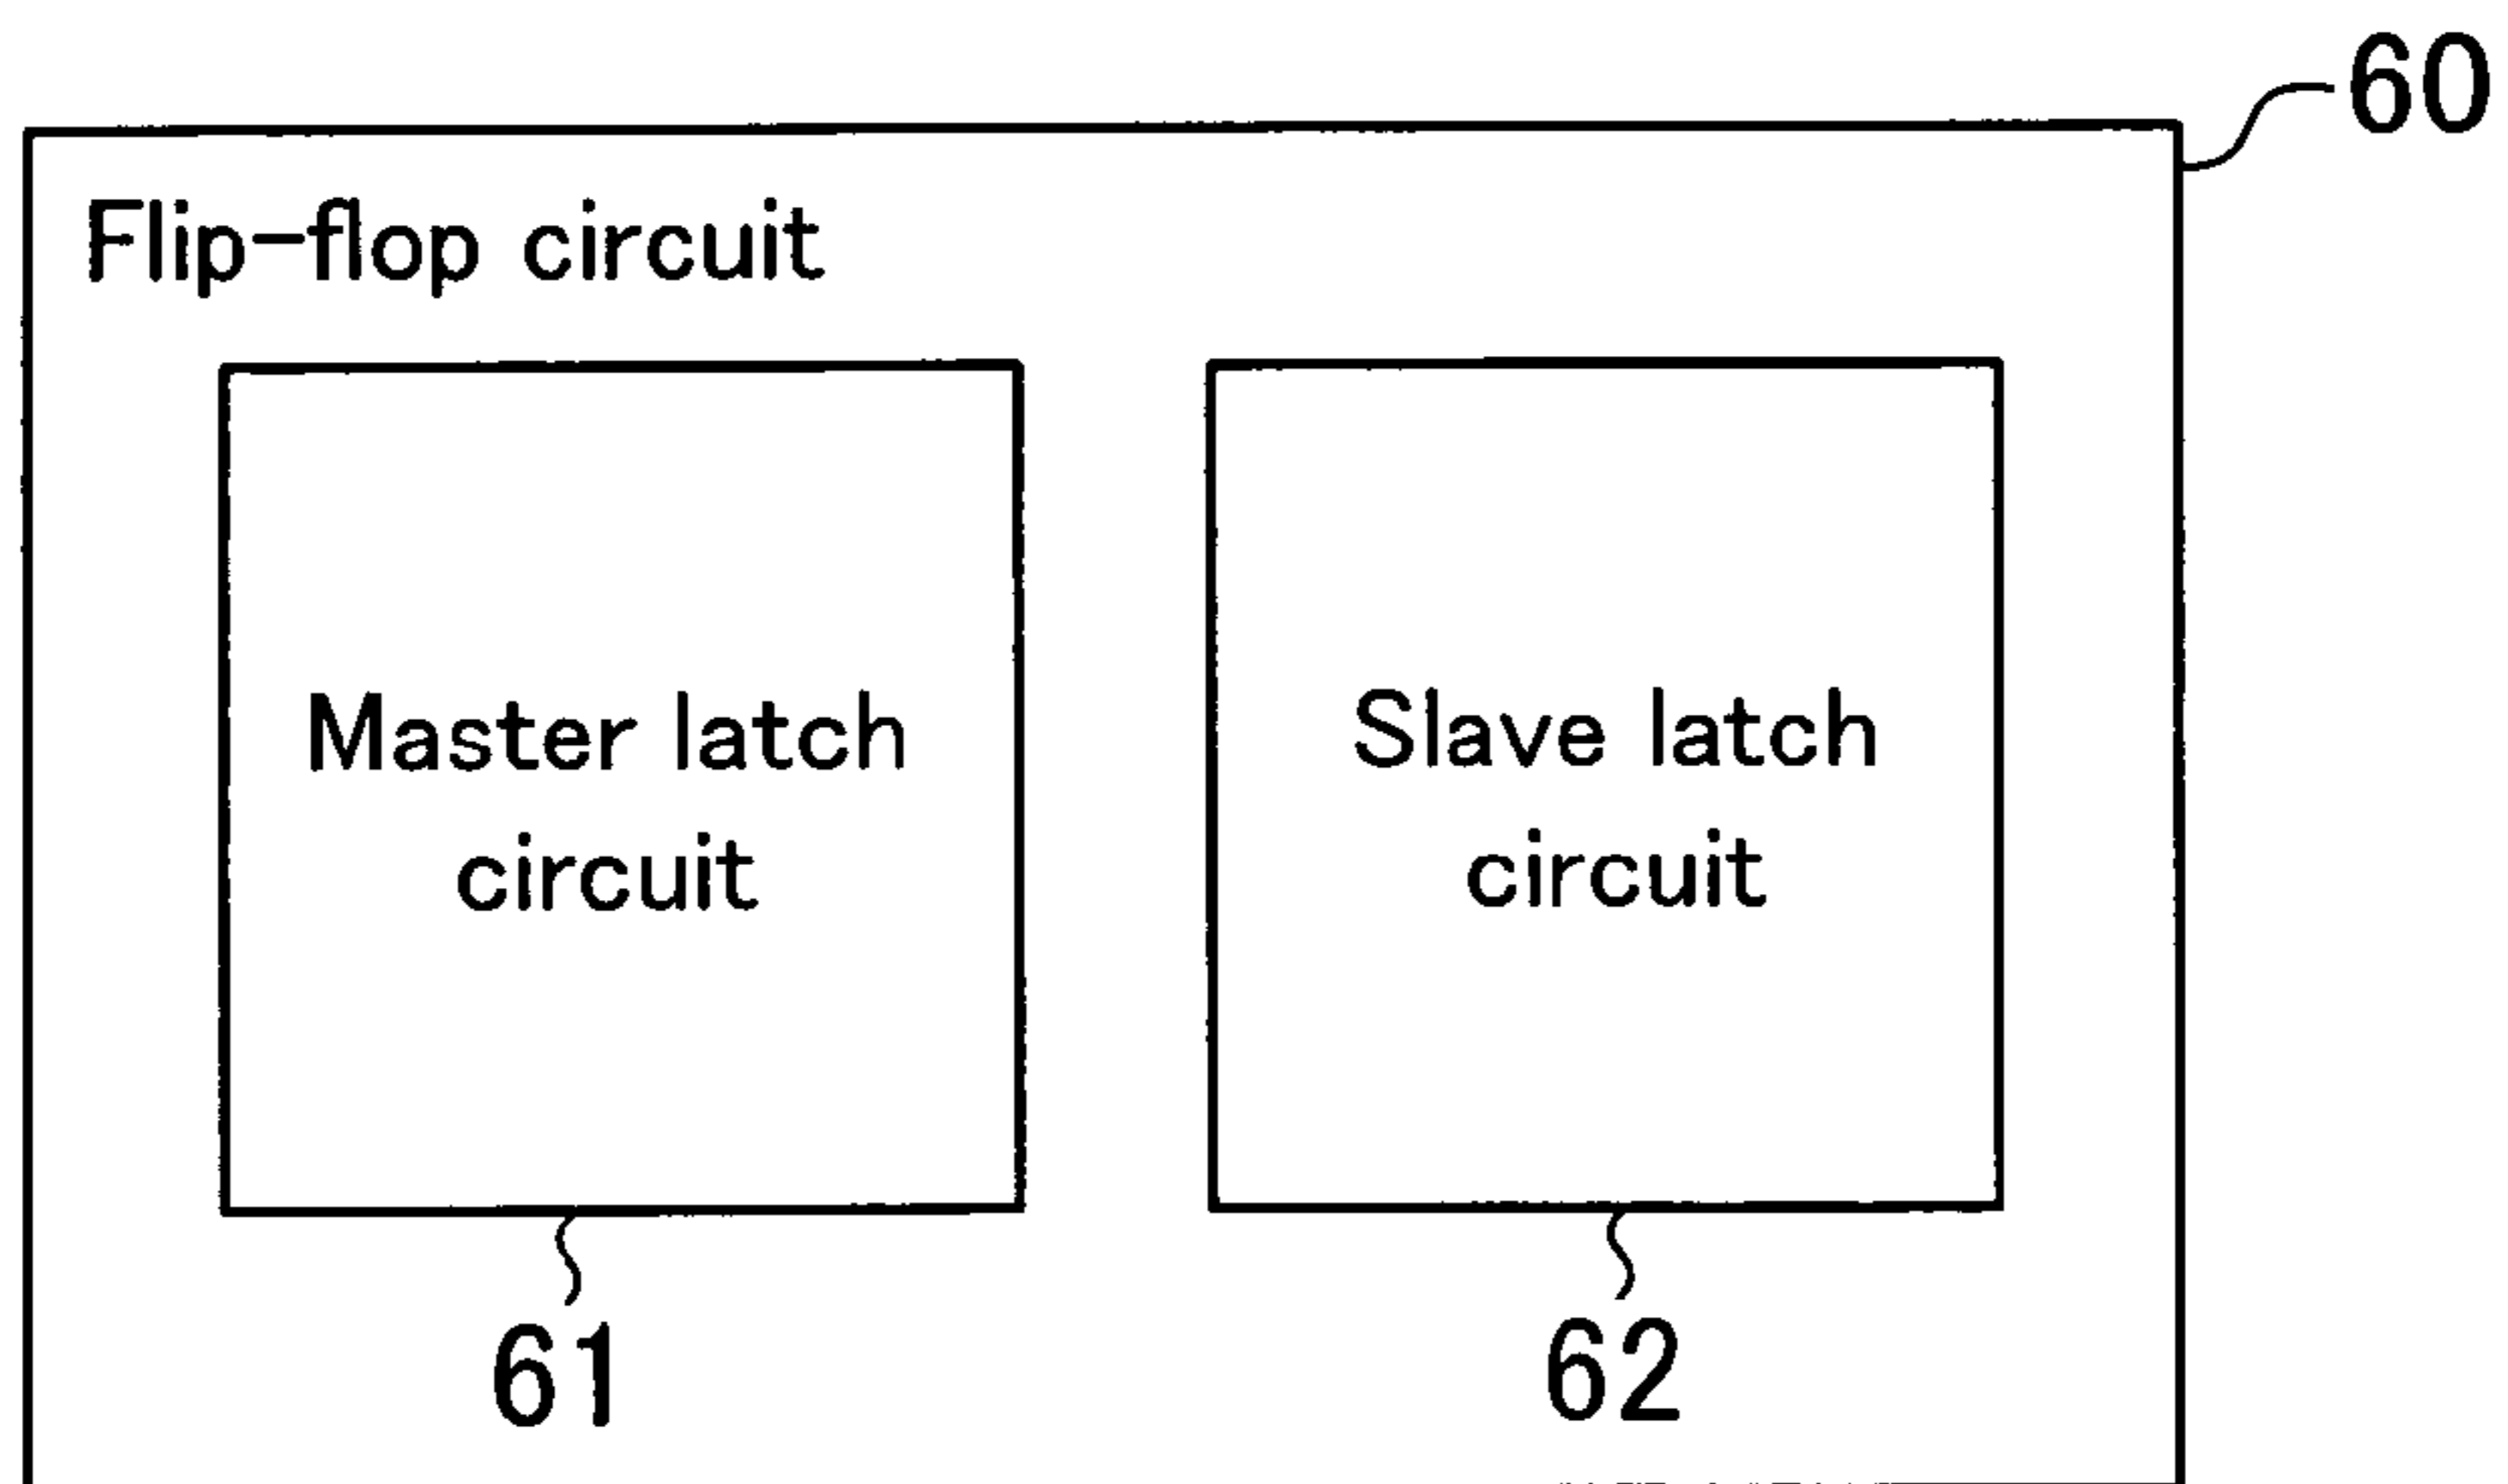 60
Flip-flop circuit
Master latch
circuit
Slave latch
circuit
61
62